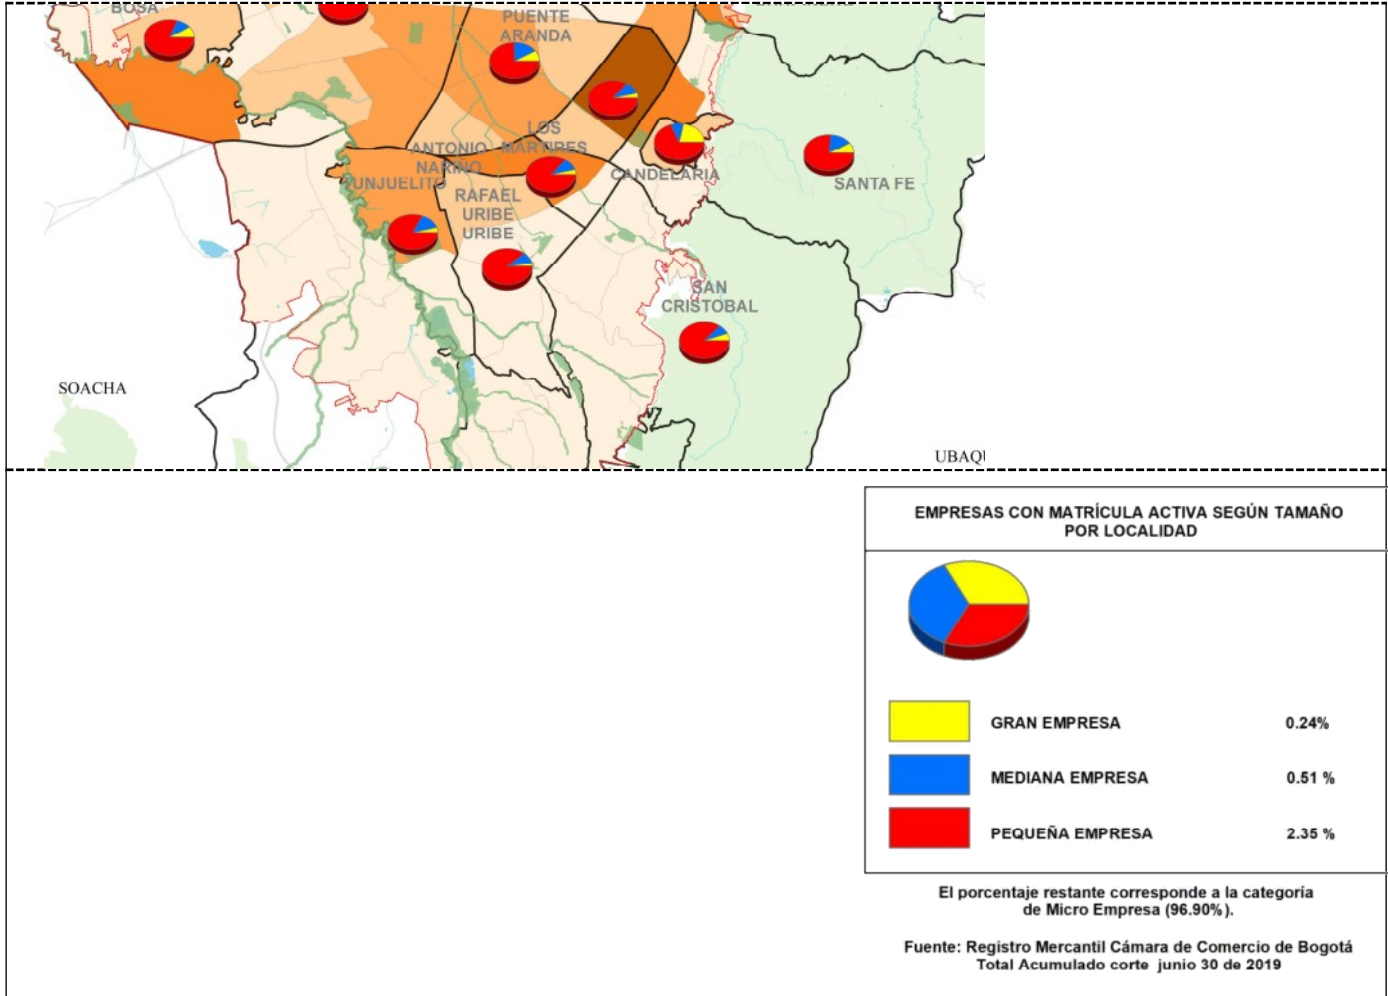 BOSA
PUENTE
ARANDA
LOS
MARTIRES
ANTONIO
NARIÑO
TUNJUELITO
RAFAEL
URIBE
URIBE
CANDELARIA
SANTA FE
SAN
CRISTOBAL
SOACHA
UBAQU
EMPRESAS CON MATRÍCULA ACTIVA SEGÚN TAMAÑO
POR LOCALIDAD
GRAN EMPRESA 0.24%
MEDIANA EMPRESA 0.51 %
PEQUEÑA EMPRESA 2.35 %
El porcentaje restante corresponde a la categoría
de Micro Empresa (96.90%).
Fuente: Registro Mercantil Cámara de Comercio de Bogotá
Total Acumulado corte junio 30 de 2019